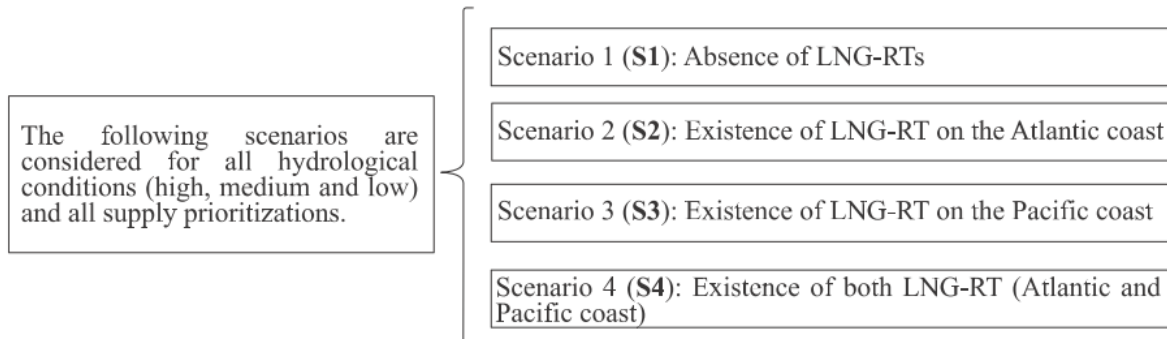 The following scenarios are
considered for all hydrological
conditions (high, medium and low)
and all supply prioritizations.
Scenario 1 (S1): Absence of LNG-RTs
Scenario 2 (S2): Existence of LNG-RT on the Atlantic coast
Scenario 3 (S3): Existence of LNG-RT on the Pacific coast
Scenario 4 (S4): Existence of both LNG-RT (Atlantic and
Pacific coast)